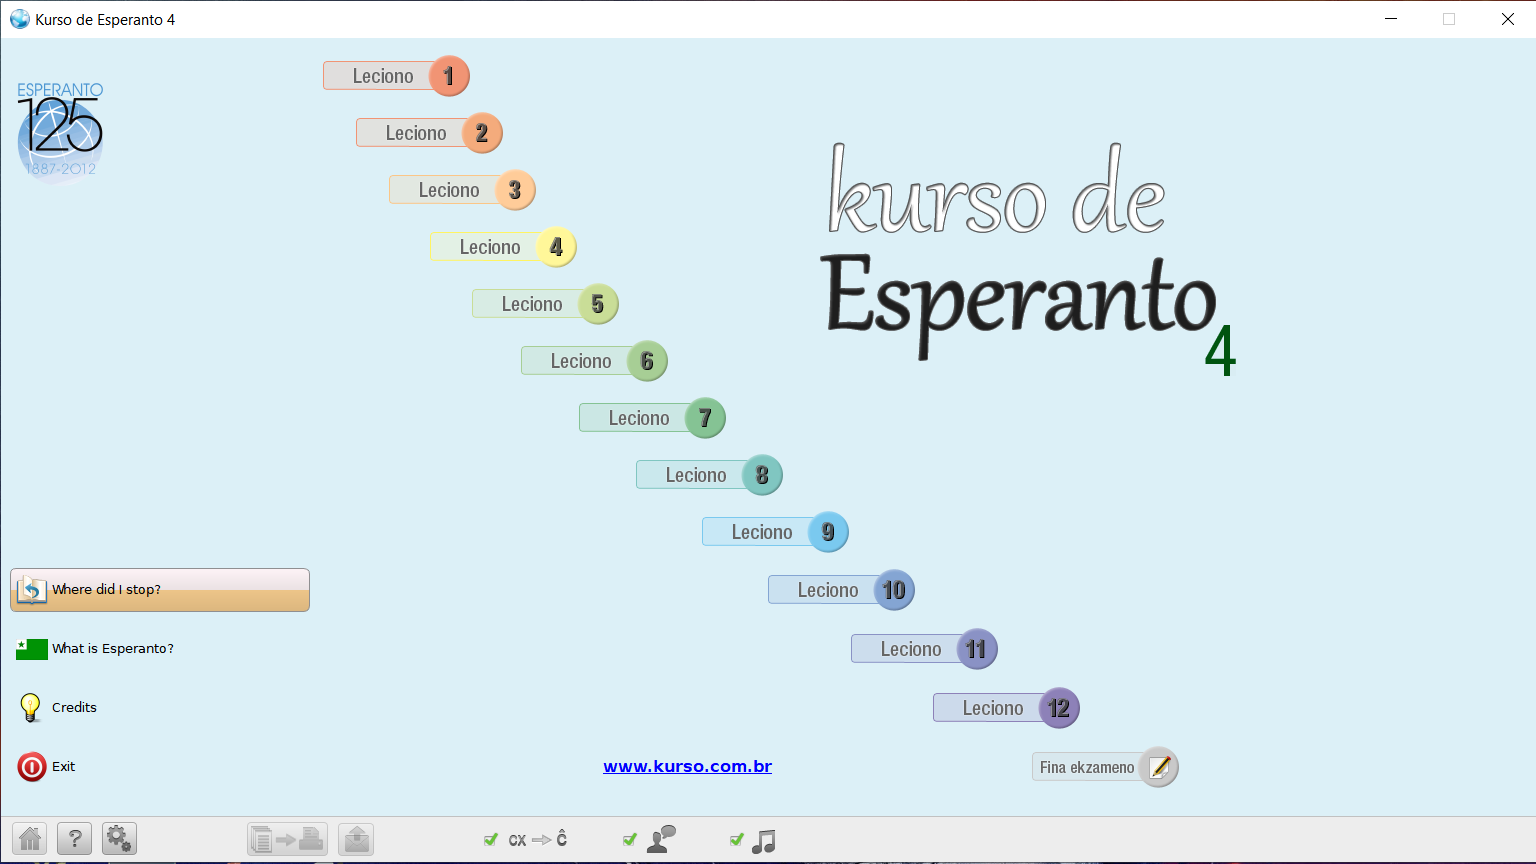 Kurso de Esperanto 4
ESPERANTO
125
1887-2012
Leciono 1
Leciono 2
Leciono 3
Leciono 4
Leciono 5
Leciono 6
Leciono 7
Leciono 8
Leciono 9
Leciono 10
Leciono 11
Leciono 12
Fina ekzameno
kurso de
Esperanto
4
Where did I stop?
What is Esperanto?
Credits
Exit
www.kurso.com.br
?
cx Ĉ